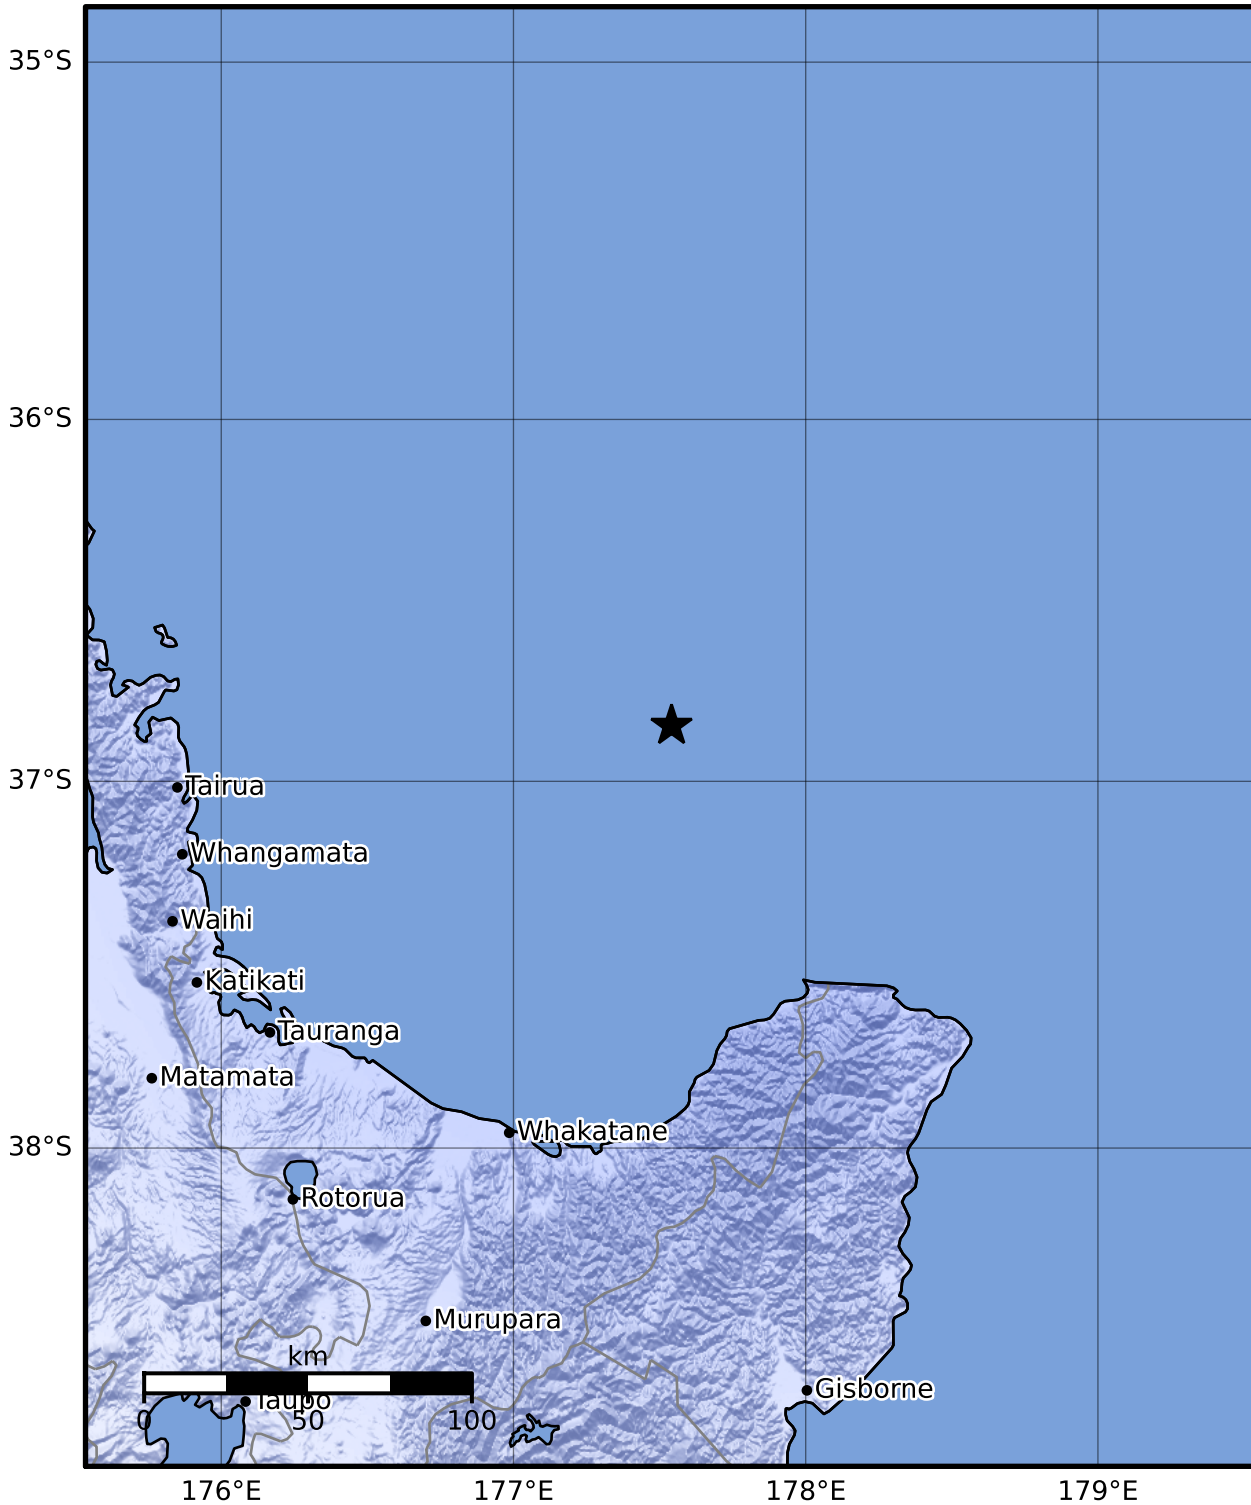 35°S
36°S
37°S
Tairua
Whangamata
Waihi
Katikati
Tauranga
Matamata
Whakatane
38°S
Rotorua
Murupara
km
Gisborne
Taupo
0 50 100
176°E 177°E 178°E 179°E